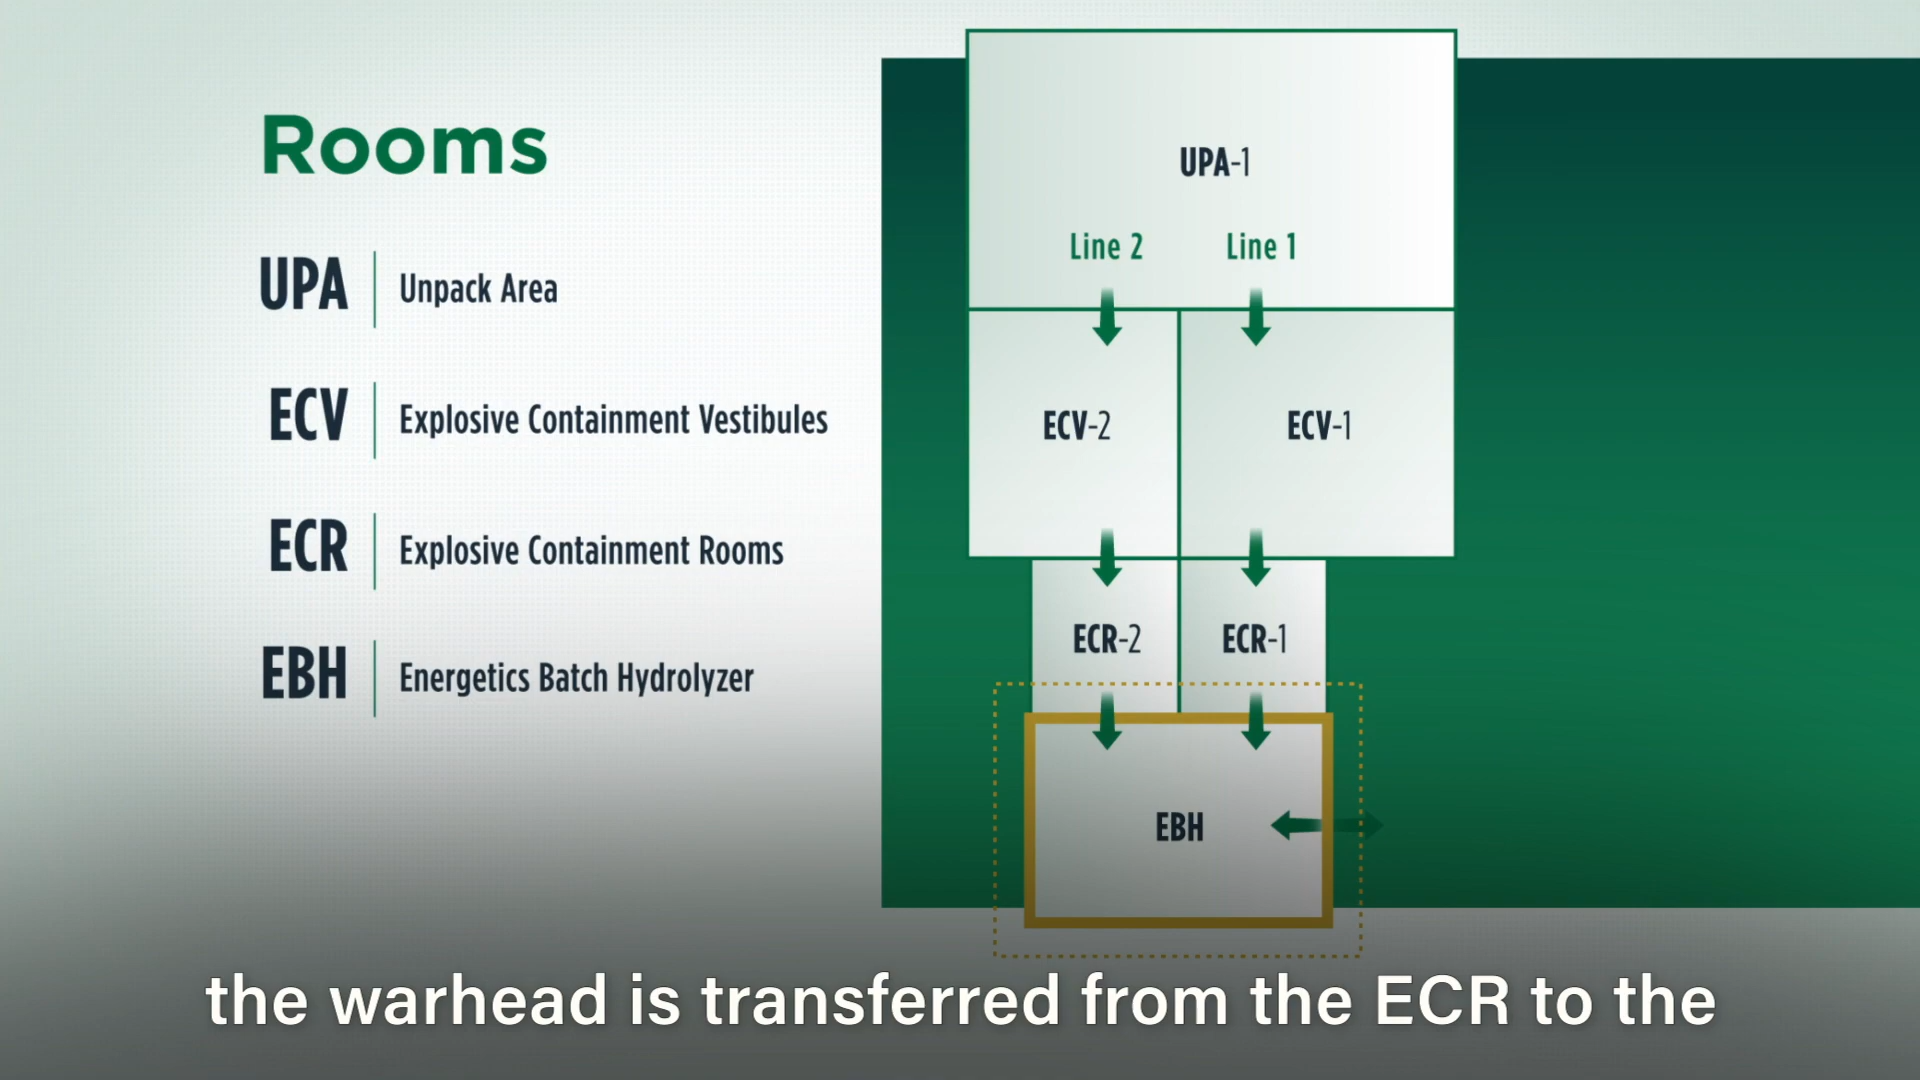 Rooms
UPA
Unpack Area
ECV
Explosive Containment Vestibules
ECR
Explosive Containment Rooms
EBH
Energetics Batch Hydrolyzer
UPA-1
Line 2
Line 1
ECV-2
ECV-1
ECR-2
ECR-1
EBH
the warhead is transferred from the ECR to the